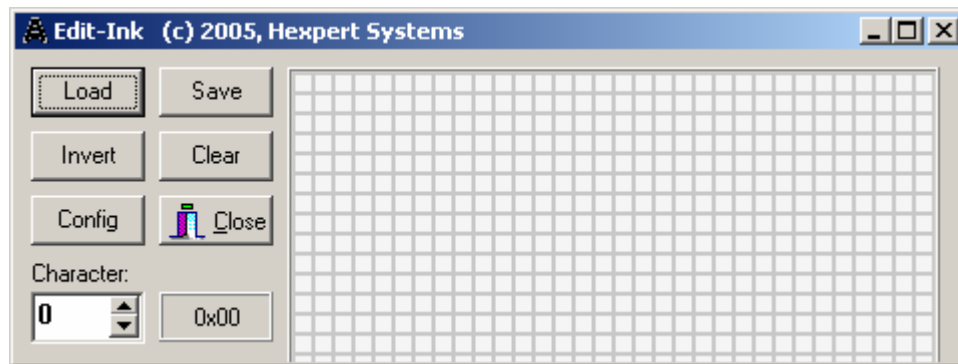 Edit-Ink (c) 2005, Hexpert Systems
Load Save
Invert Clear
Config Close
Character:
0 0x00